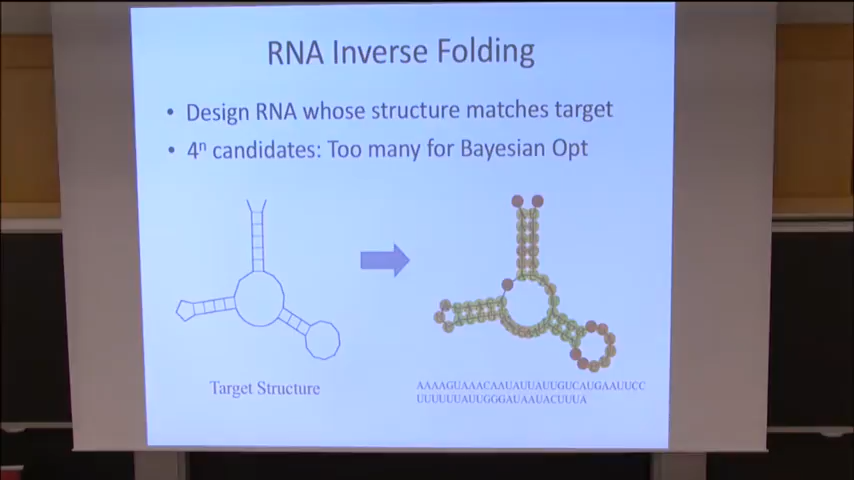 RNA Inverse Folding
• Design RNA whose structure matches target
• 4ⁿ candidates: Too many for Bayesian Opt
Target Structure
AAAAGUAAACAAUAUUAUUGUCAUGAAUUCC
UUUUUUAUUGGGAUAAUACUUUA